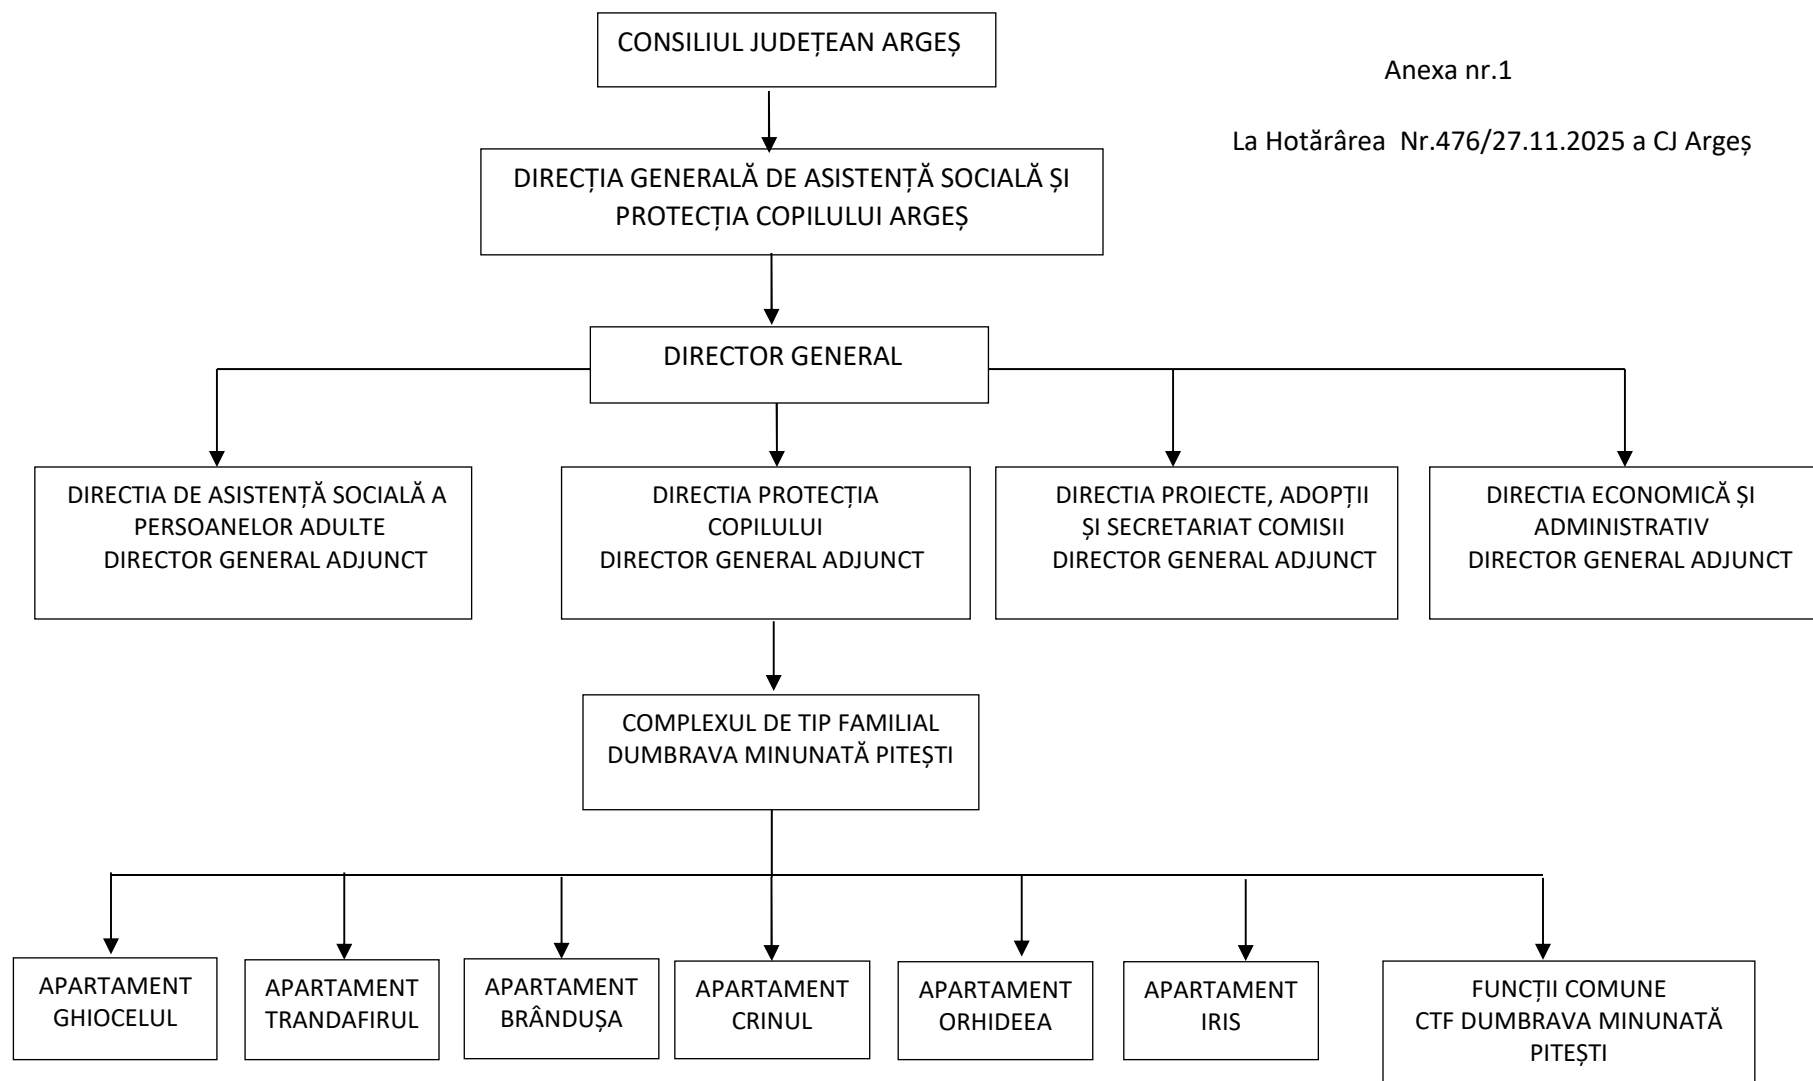 CONSILIUL JUDEȚEAN ARGEȘ
Anexa nr.1
La Hotărârea Nr.476/27.11.2025 a CJ Argeș
DIRECȚIA GENERALĂ DE ASISTENȚĂ SOCIALĂ ȘI
PROTECȚIA COPILULUI ARGEȘ
DIRECTOR GENERAL
DIRECTIA DE ASISTENȚĂ SOCIALĂ A
PERSOANELOR ADULTE
DIRECTOR GENERAL ADJUNCT
DIRECTIA PROTECȚIA
COPILULUI
DIRECTOR GENERAL ADJUNCT
DIRECTIA PROIECTE, ADOPȚII
ȘI SECRETARIAT COMISII
DIRECTOR GENERAL ADJUNCT
DIRECTIA ECONOMICĂ ȘI
ADMINISTRATIV
DIRECTOR GENERAL ADJUNCT
COMPLEXUL DE TIP FAMILIAL
DUMBRAVA MINUNATĂ PITEȘTI
APARTAMENT
GHIOCELUL
APARTAMENT
TRANDAFIRUL
APARTAMENT
BRÂNDUȘA
APARTAMENT
CRINUL
APARTAMENT
ORHIDEEA
APARTAMENT
IRIS
FUNCȚII COMUNE
CTF DUMBRAVA MINUNATĂ
PITEȘTI